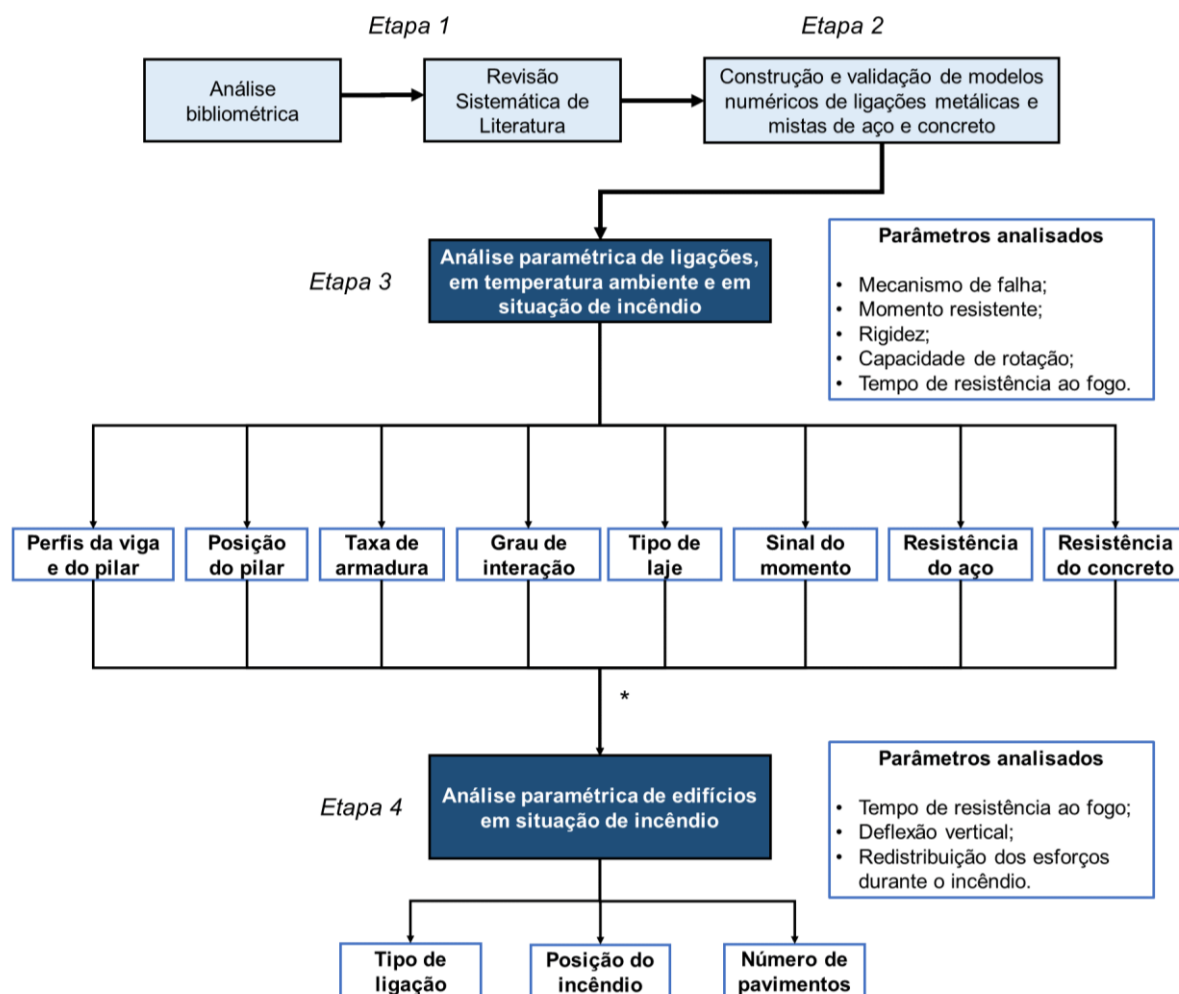 Etapa 1
Etapa 2
Análise
bibliométrica
Revisão
Sistemática de
Literatura
Construção e validação de modelos
numéricos de ligações metálicas e
mistas de aço e concreto
Etapa 3
Análise paramétrica de ligações,
em temperatura ambiente e em
situação de incêndio
Parâmetros analisados
• Mecanismo de falha;
• Momento resistente;
• Rigidez;
• Capacidade de rotação;
• Tempo de resistência ao fogo.
Perfis da viga
e do pilar
Posição
do pilar
Taxa de
armadura
Grau de
interação
Tipo de
laje
Sinal do
momento
Resistência
do aço
Resistência
do concreto
*
Etapa 4
Análise paramétrica de edifícios
em situação de incêndio
Parâmetros analisados
• Tempo de resistência ao fogo;
• Deflexão vertical;
• Redistribuição dos esforços
durante o incêndio.
Tipo de
ligação
Posição do
incêndio
Número de
pavimentos